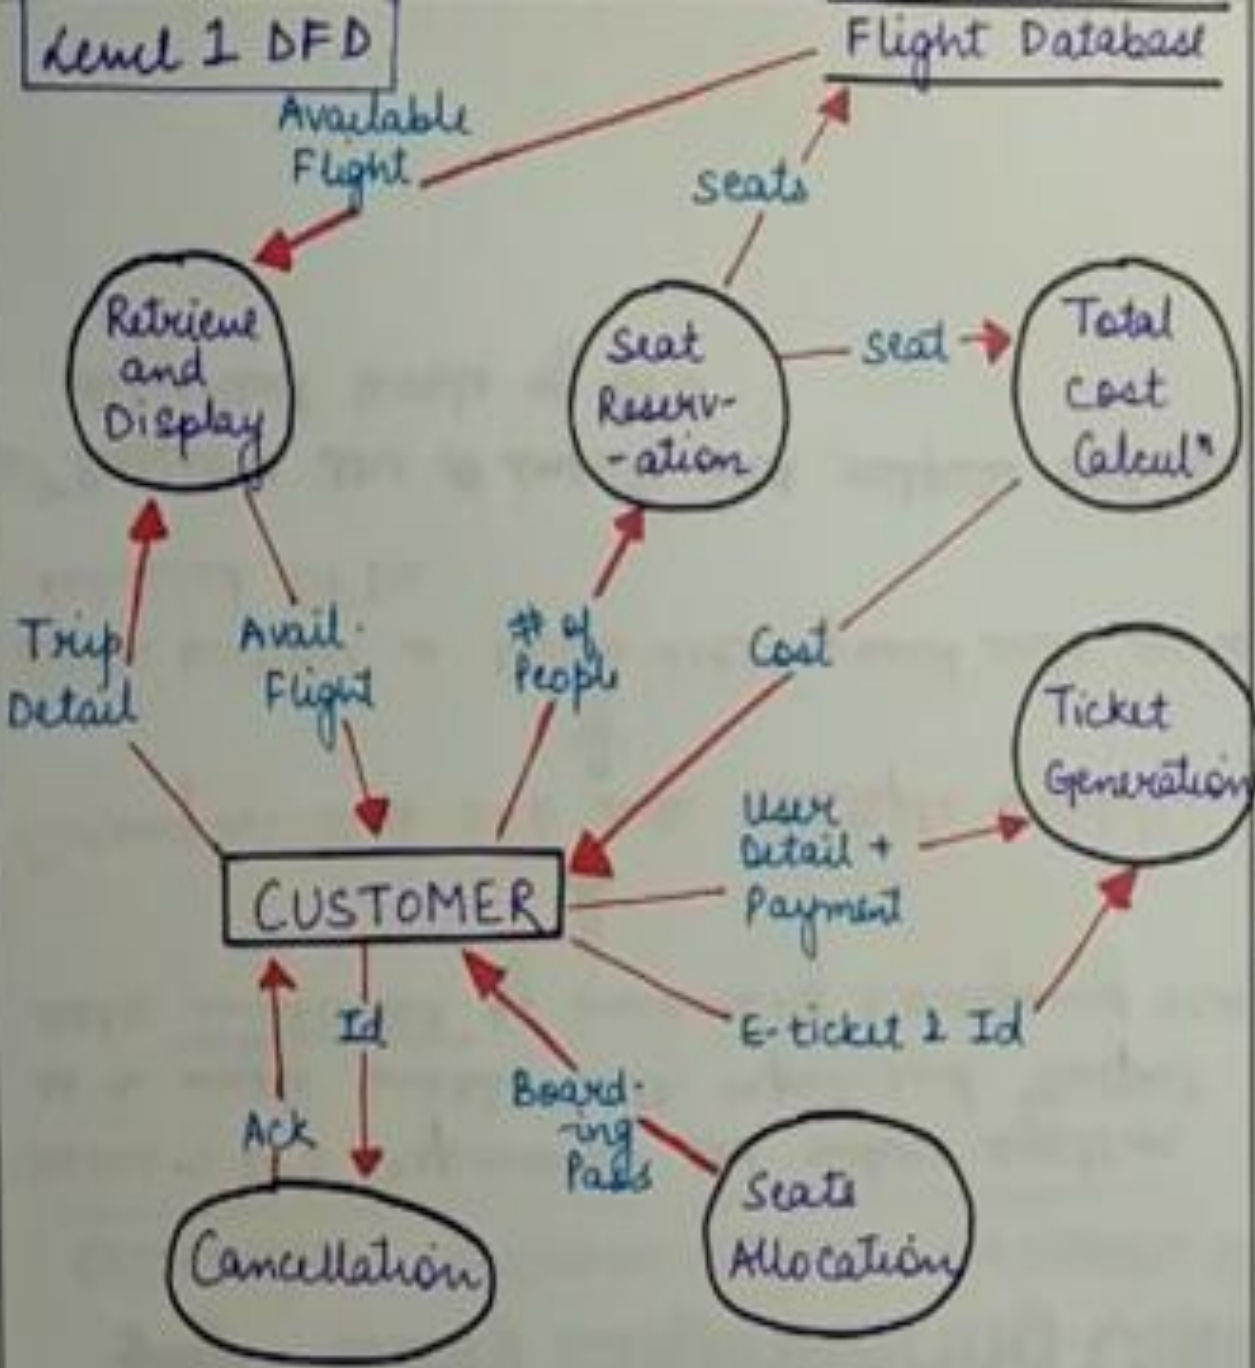 Level 1 DFD
Flight Database
Available
Flight
seats
Retrieve
and
Display
Seat
Reserv-
-ation
seat
Total
Cost
Calculⁿ
Trip
Detail
Avail.
Flight
# of
People
Cost
Ticket
Generation
User
Detail +
Payment
CUSTOMER
Id
E-ticket & Id
Board-
-ing
Pass
Ack
Seats
Allocation
Cancellation